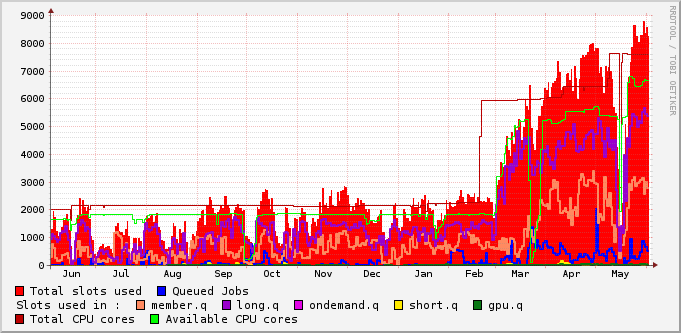 9000
8000
7000
6000
5000
4000
3000
2000
1000
0
Jun Jul Aug Sep Oct Nov Dec Jan Feb Mar Apr May
RRDTOOL / TOBI OETIKER
Total slots used Queued Jobs
Slots used in : member.q long.q ondemand.q short.q gpu.q
Total CPU cores Available CPU cores